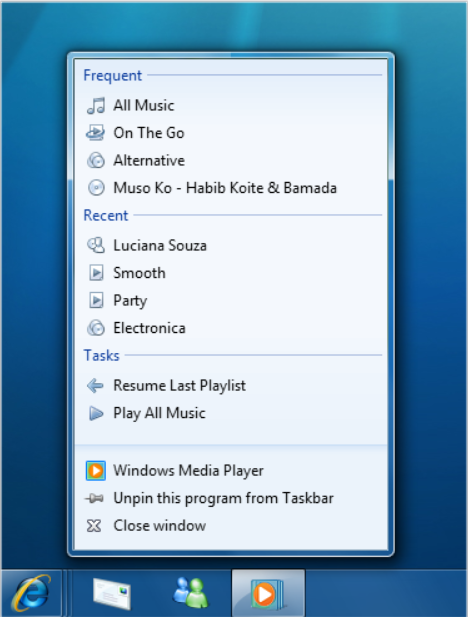 Frequent
All Music
On The Go
Alternative
Muso Ko - Habib Koite & Bamada
Recent
Luciana Souza
Smooth
Party
Electronica
Tasks
Resume Last Playlist
Play All Music
Windows Media Player
Unpin this program from Taskbar
Close window